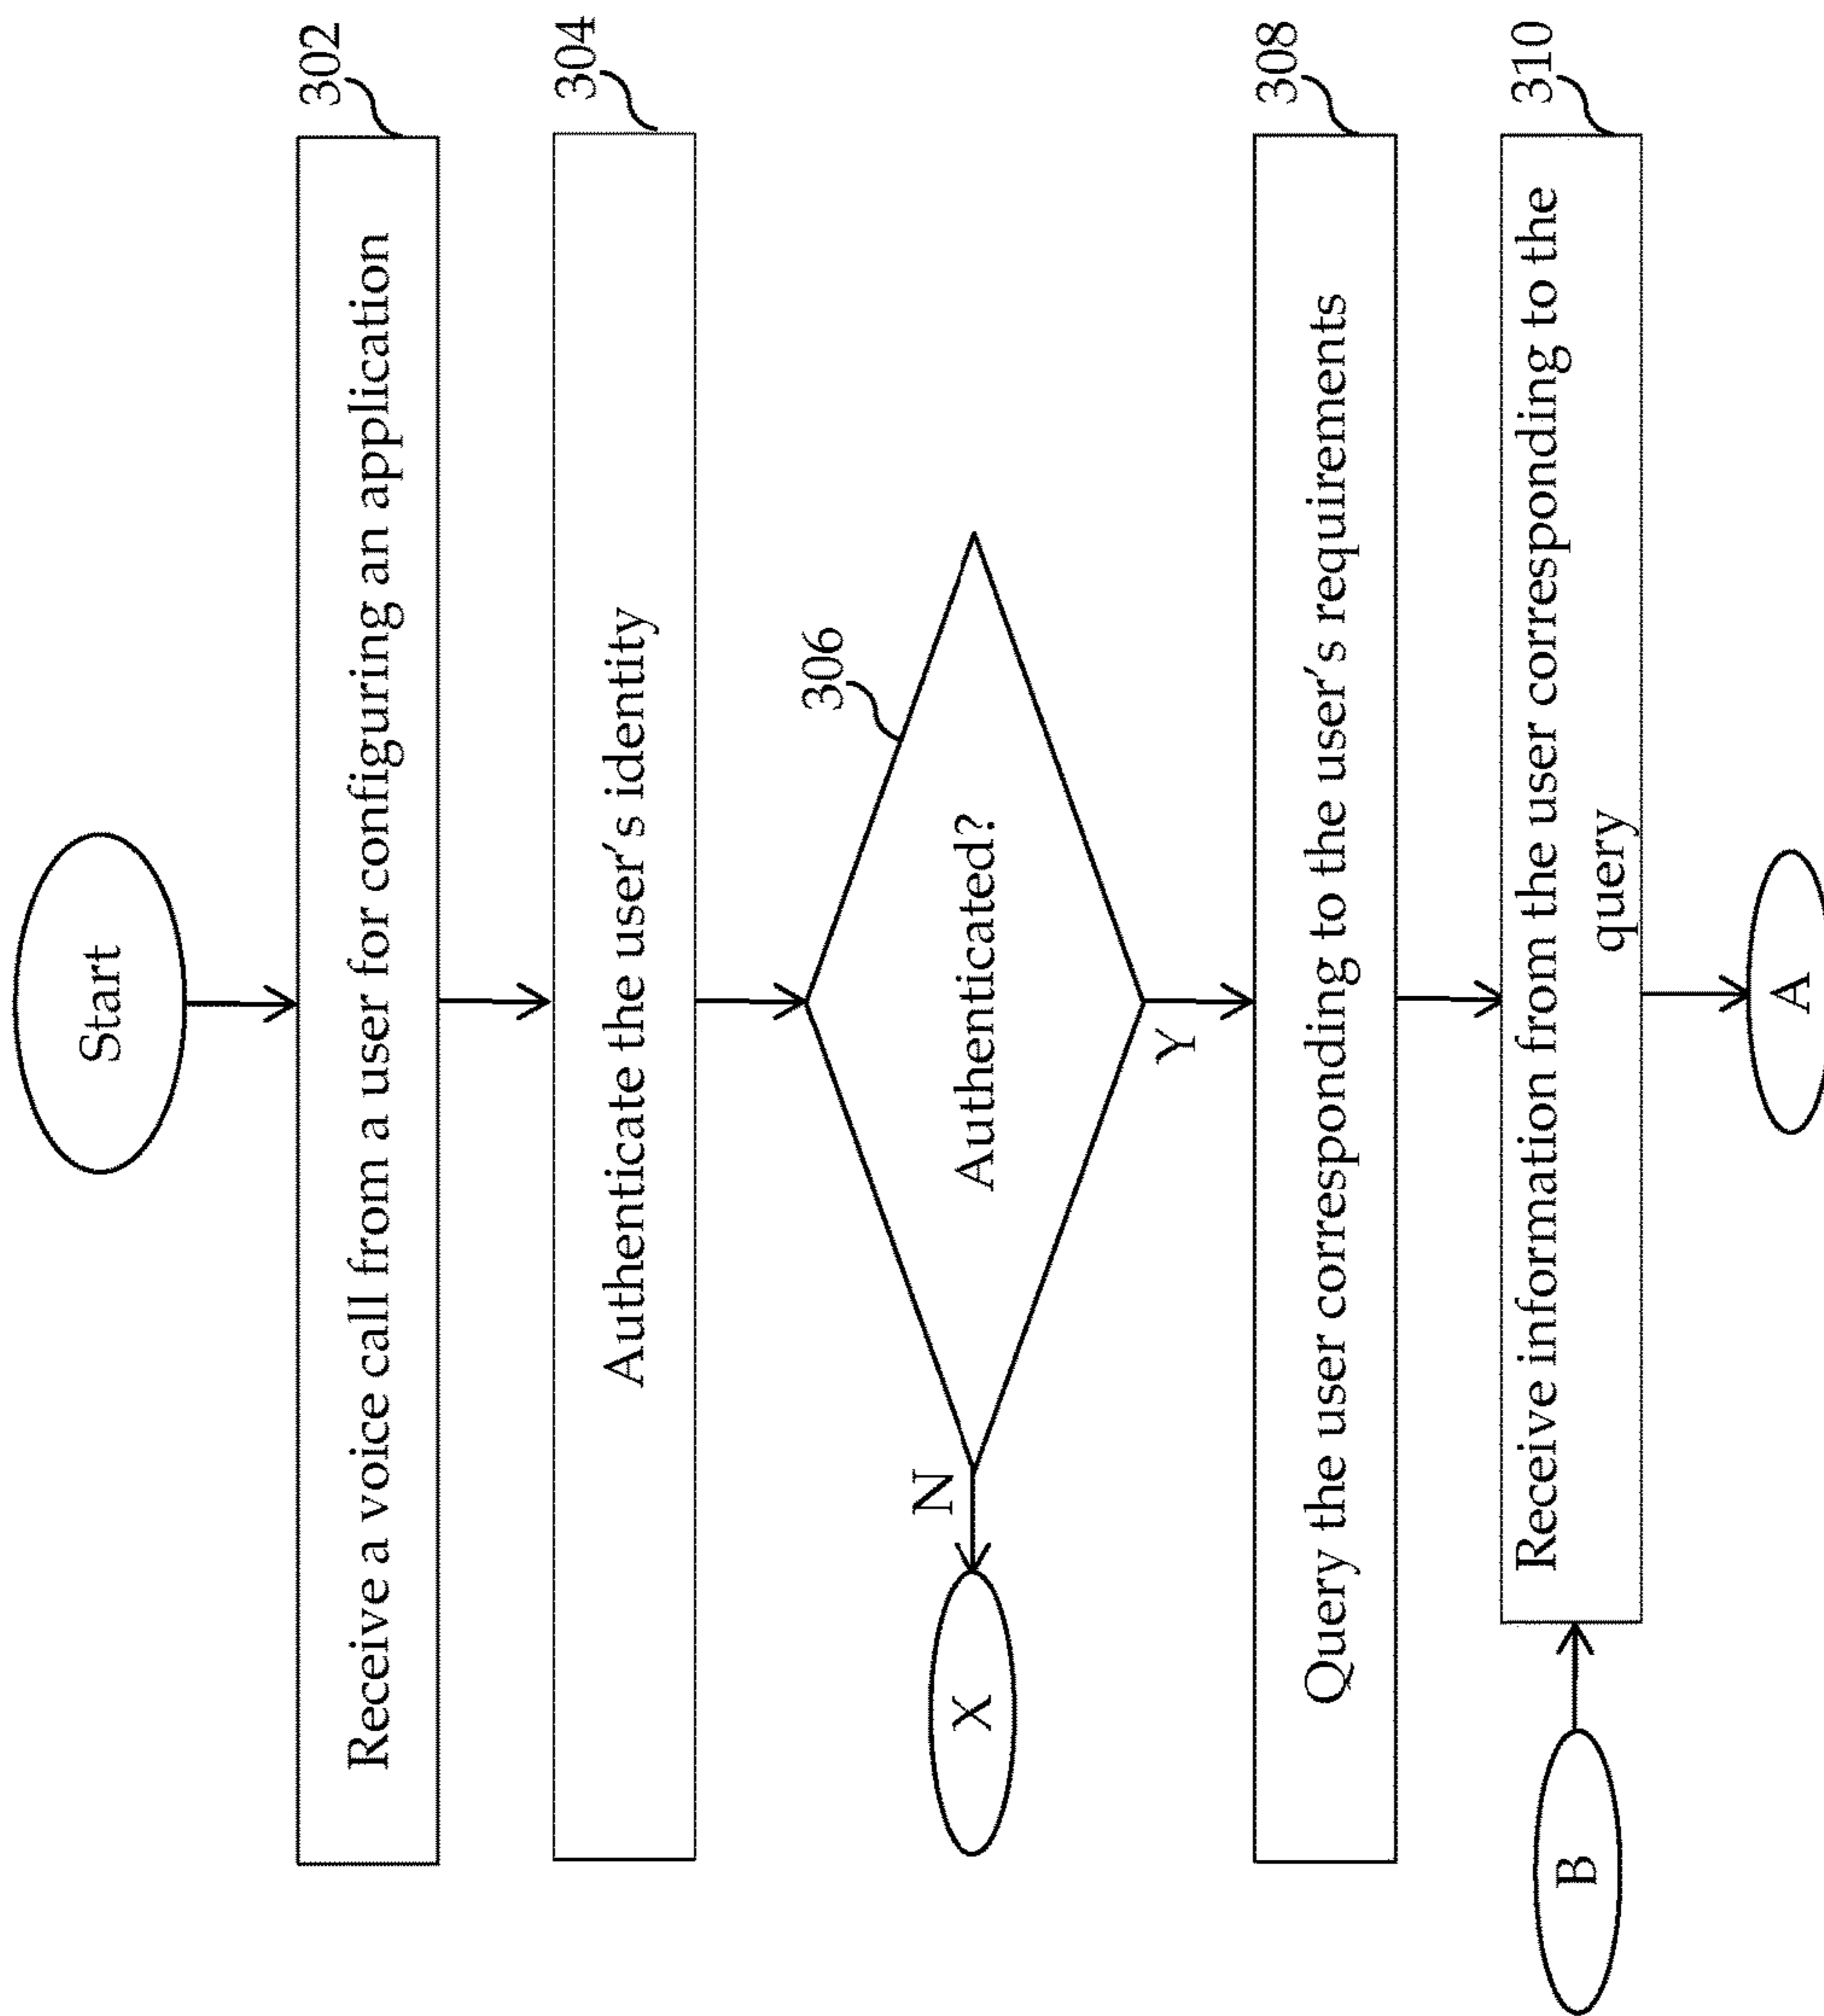 Start
302
Receive a voice call from a user for configuring an application
304
Authenticate the user's identity
306
Authenticated?
N
X
Y
308
Query the user corresponding to the user's requirements
310
Receive information from the user corresponding to the
query
B
A